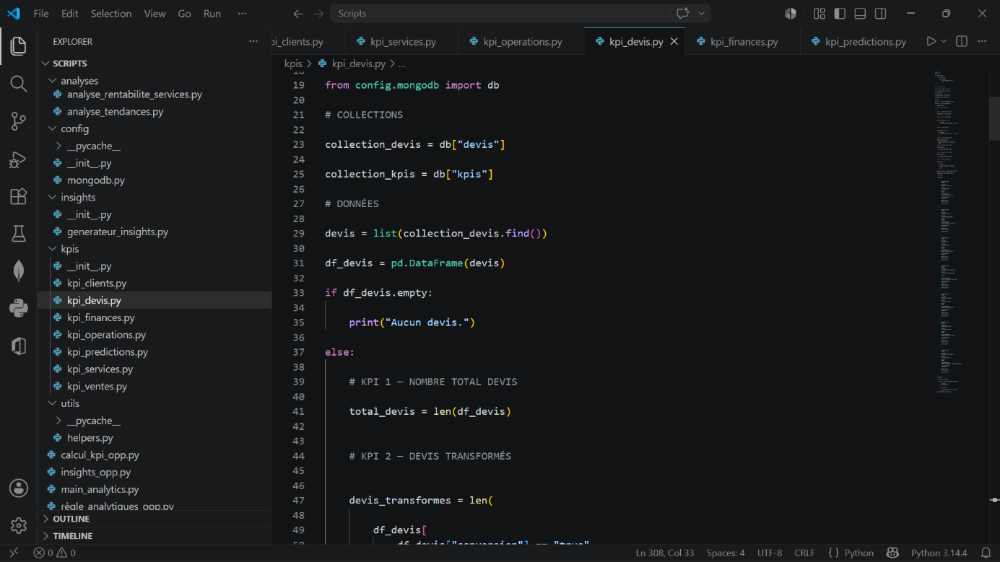 File Edit Selection View Go Run ···
Scripts
EXPLORER ···
SCRIPTS
analyses
analyse_rentabilite_services.py
analyse_tendances.py
config
__pycache__
__init__.py
mongodb.py
insights
__init__.py
generateur_insights.py
kpis
__init__.py
kpi_clients.py
kpi_devis.py
kpi_finances.py
kpi_operations.py
kpi_predictions.py
kpi_services.py
kpi_ventes.py
utils
__pycache__
helpers.py
calcul_kpi_opp.py
insights_opp.py
main_analytics.py
règle_analytiques_opp.py
OUTLINE
TIMELINE
pi_clients.py kpi_services.py kpi_operations.py kpi_devis.py kpi_finances.py kpi_predictions.py
kpis > kpi_devis.py > ...
18
19 from config.mongodb import db
20
21 # COLLECTIONS
22
23 collection_devis = db["devis"]
24
25 collection_kpis = db["kpis"]
26
27 # DONNÉES
28
29 devis = list(collection_devis.find())
30
31 df_devis = pd.DataFrame(devis)
32
33 if df_devis.empty:
34
35 print("Aucun devis.")
36
37 else:
38
39 # KPI 1 — NOMBRE TOTAL DEVIS
40
41 total_devis = len(df_devis)
42
43
44 # KPI 2 — DEVIS TRANSFORMÉS
45
46
47 devis_transformes = len(
48
49 df_devis[
50 df_devis["conversion"] == "true"
0 0
Ln 308, Col 33 Spaces: 4 UTF-8 CRLF { } Python Python 3.14.4